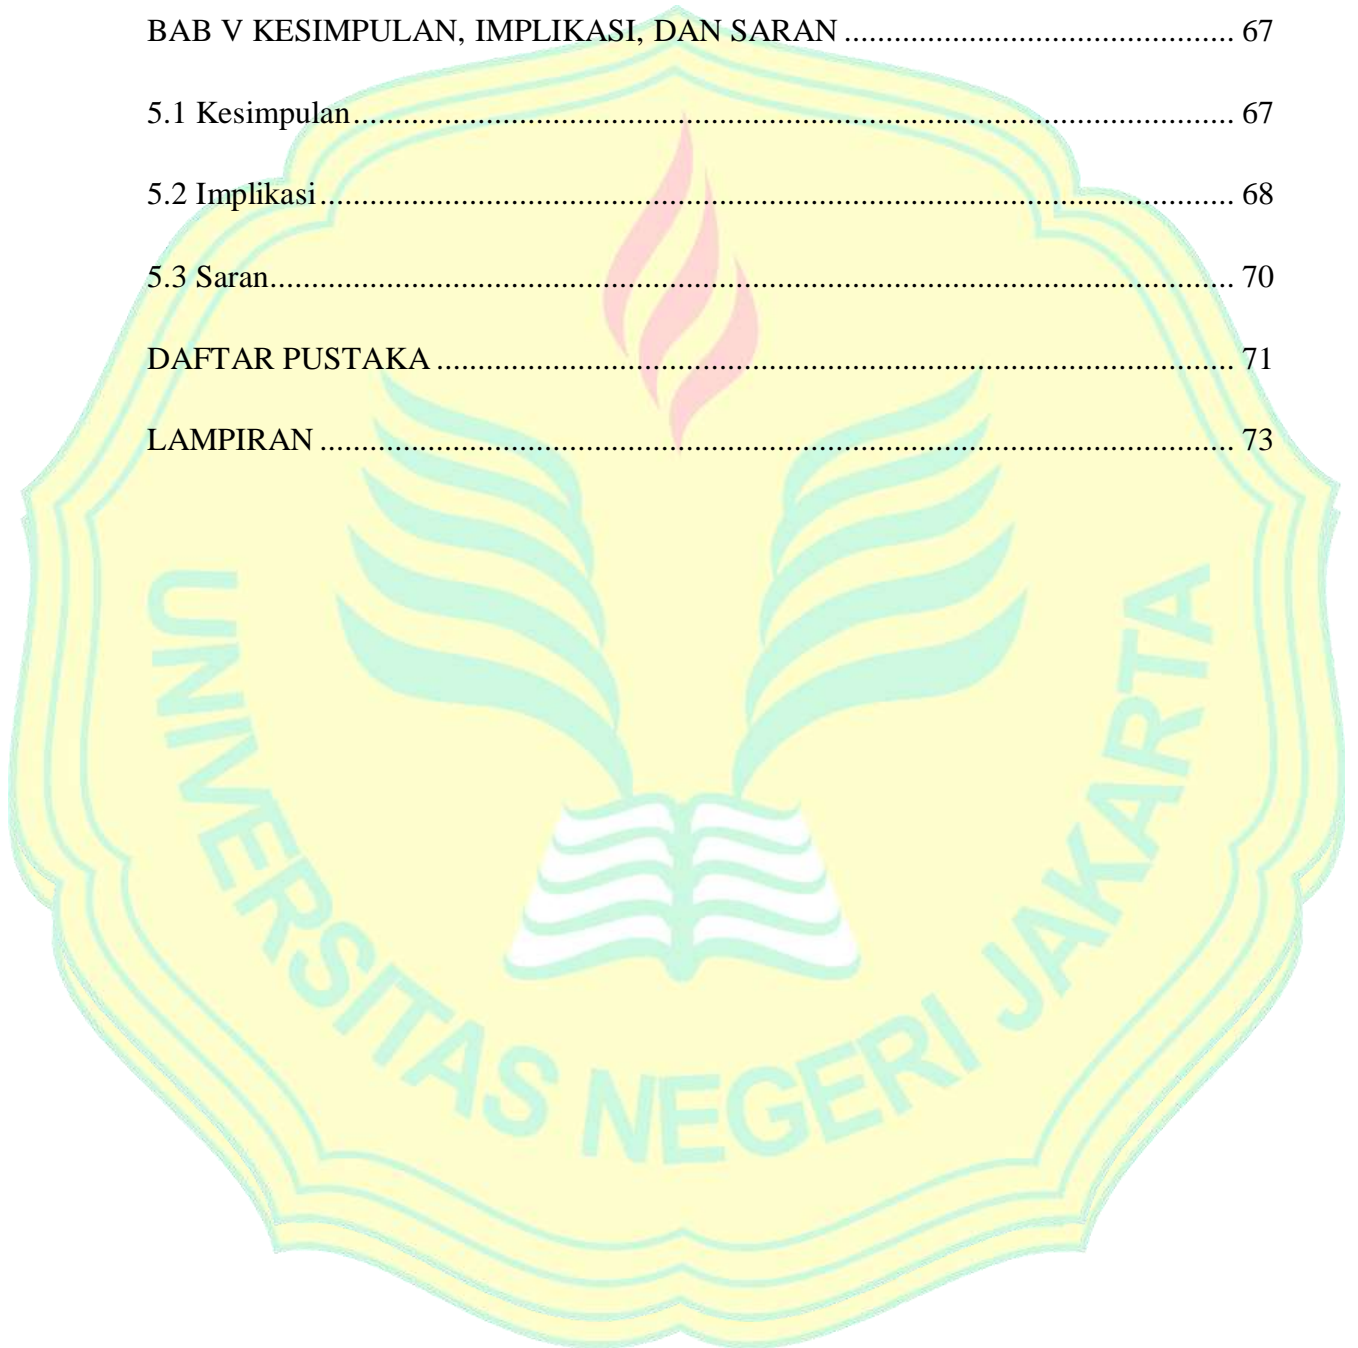 BAB V KESIMPULAN, IMPLIKASI, DAN SARAN ............................................... 67
5.1 Kesimpulan.......................................................................................................... 67
5.2 Implikasi.............................................................................................................. 68
5.3 Saran.................................................................................................................... 70
DAFTAR PUSTAKA ................................................................................................ 71
LAMPIRAN .............................................................................................................. 73
UNIVERSITAS NEGERI JAKARTA